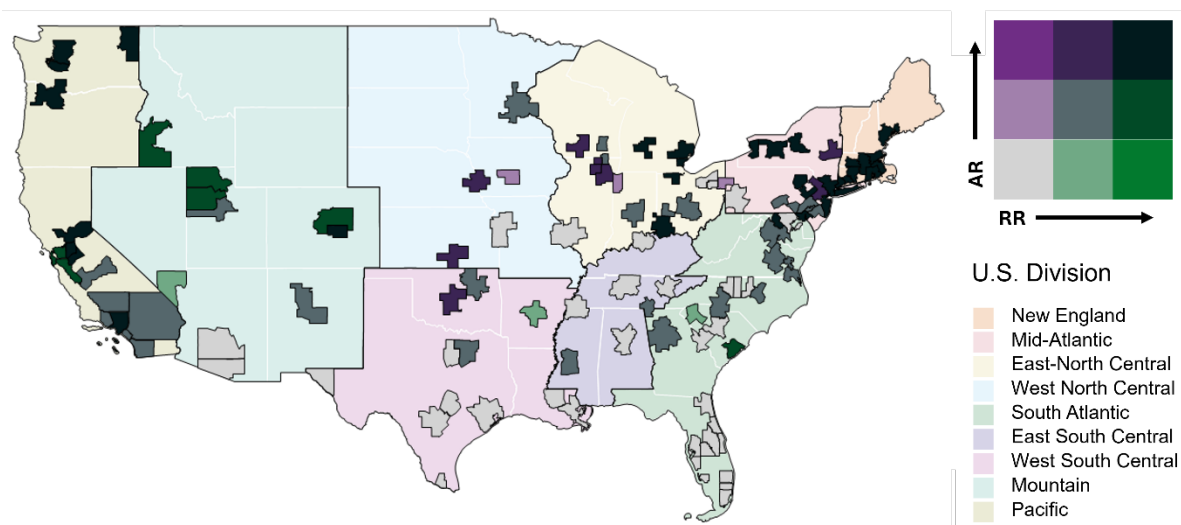 AR
RR
U.S. Division
New England
Mid-Atlantic
East-North Central
West North Central
South Atlantic
East South Central
West South Central
Mountain
Pacific